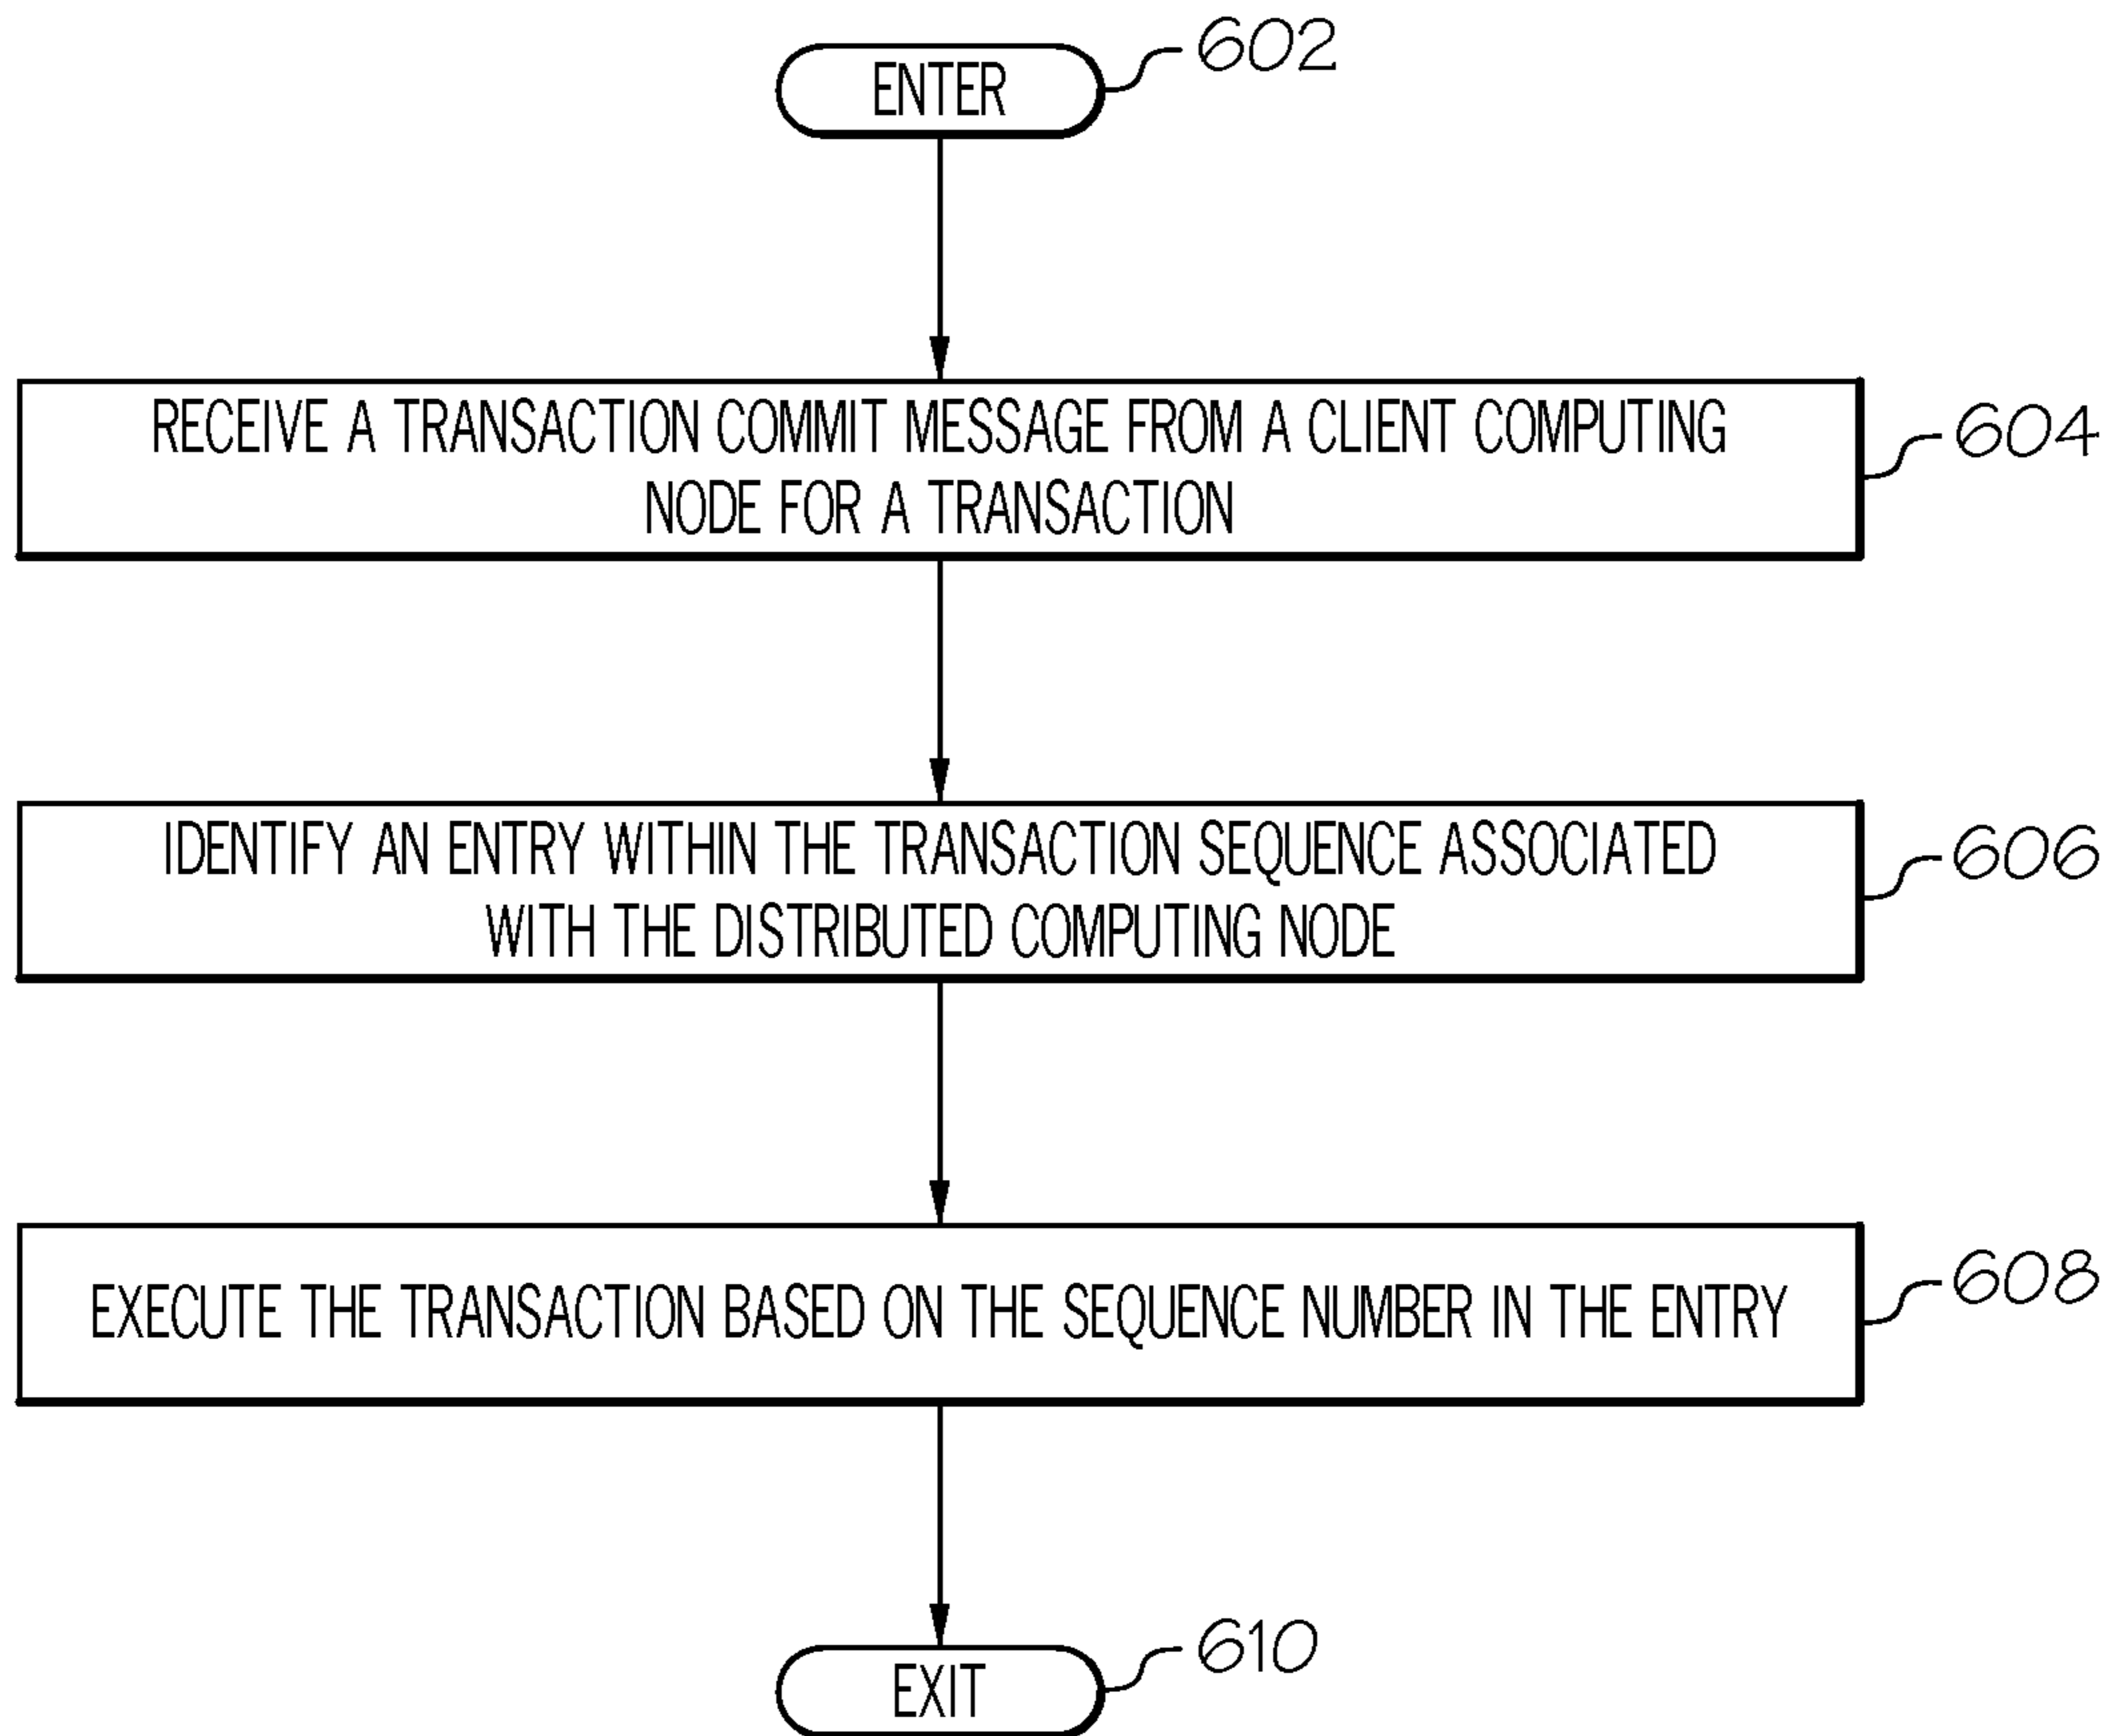 ENTER
602
RECEIVE A TRANSACTION COMMIT MESSAGE FROM A CLIENT COMPUTING
NODE FOR A TRANSACTION
604
IDENTIFY AN ENTRY WITHIN THE TRANSACTION SEQUENCE ASSOCIATED
WITH THE DISTRIBUTED COMPUTING NODE
606
EXECUTE THE TRANSACTION BASED ON THE SEQUENCE NUMBER IN THE ENTRY
608
EXIT
610